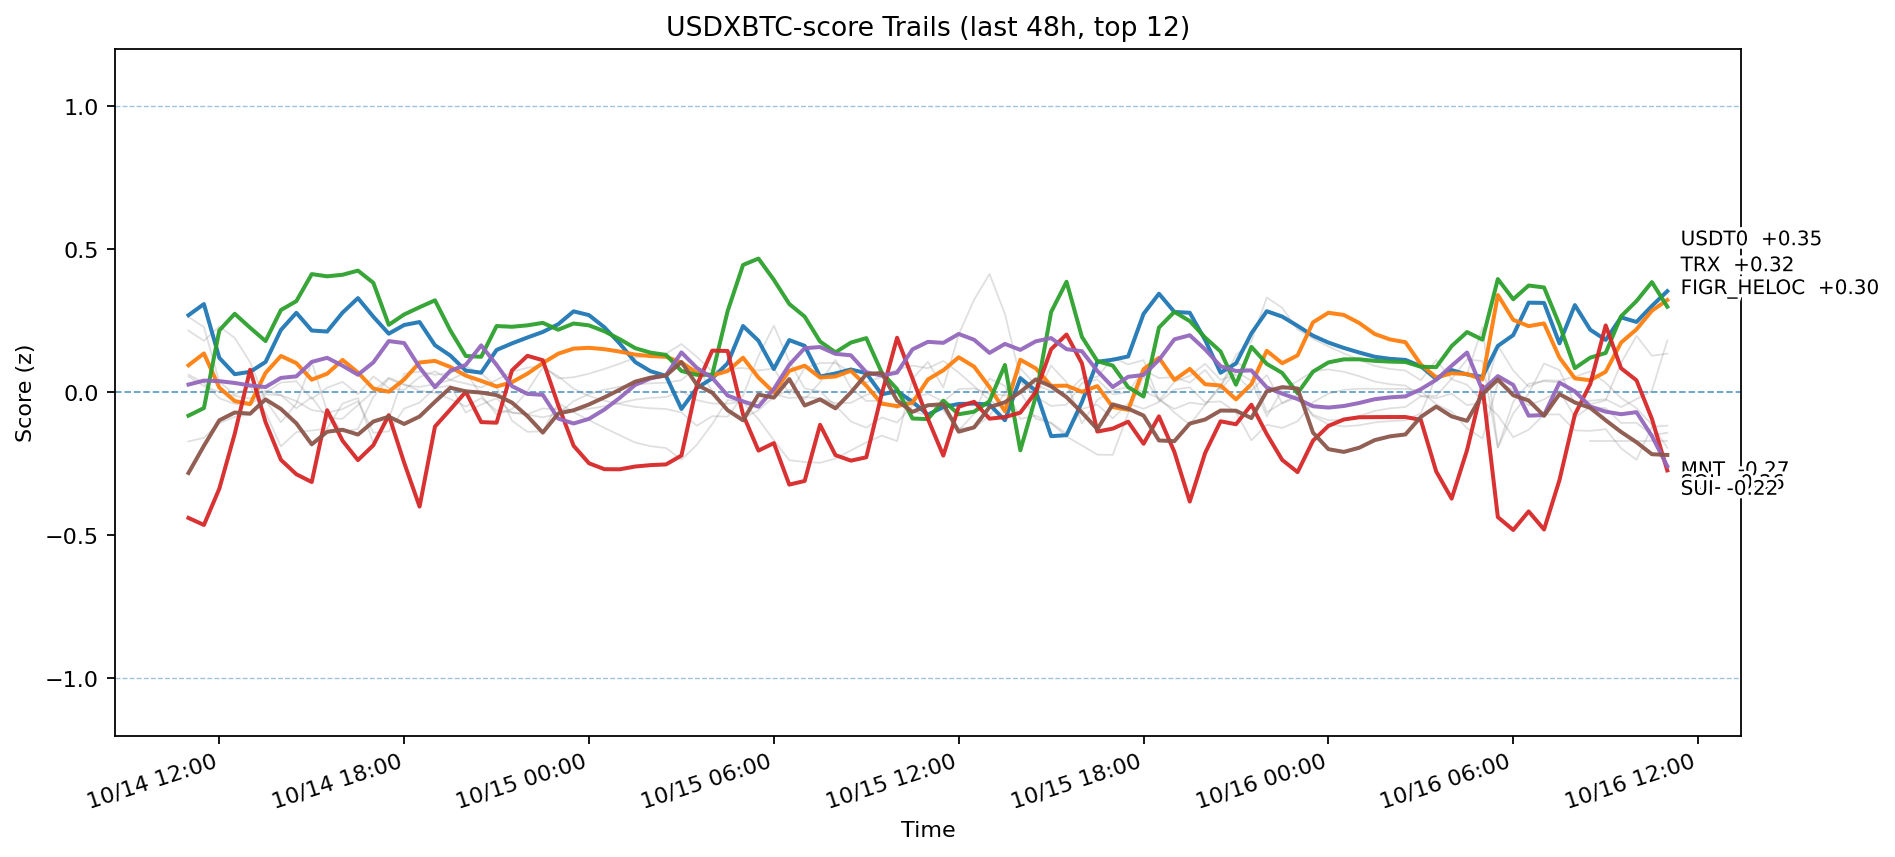 USDXBTC-score Trails (last 48h, top 12)
Score (z)
1.0
0.5
0.0
−0.5
−1.0
USDT0 +0.35
TRX +0.32
FIGR_HELOC +0.30
MNT -0.27
SUI -0.22
10/14 12:00
10/14 18:00
10/15 00:00
10/15 06:00
10/15 12:00
10/15 18:00
10/16 00:00
10/16 06:00
10/16 12:00
Time